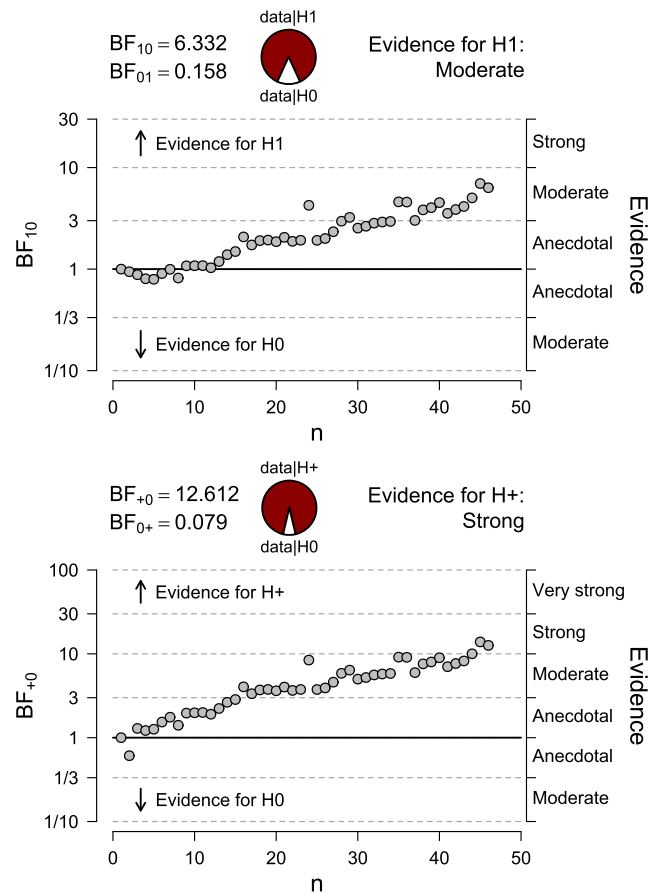 data|H1
BF₁₀ = 6.332
BF₀₁ = 0.158
Evidence for H1:
Moderate
data|H0
30
10
3
1
1/3
1/10
BF₁₀
↑ Evidence for H1
↓ Evidence for H0
Strong
Moderate
Anecdotal
Anecdotal
Moderate
Evidence
0 10 20 30 40 50
n
data|H+
BF₊₀ = 12.612
BF₀₊ = 0.079
Evidence for H+:
Strong
data|H0
100
30
10
3
1
1/3
1/10
BF₊₀
↑ Evidence for H+
↓ Evidence for H0
Very strong
Strong
Moderate
Anecdotal
Anecdotal
Moderate
Evidence
0 10 20 30 40 50
n